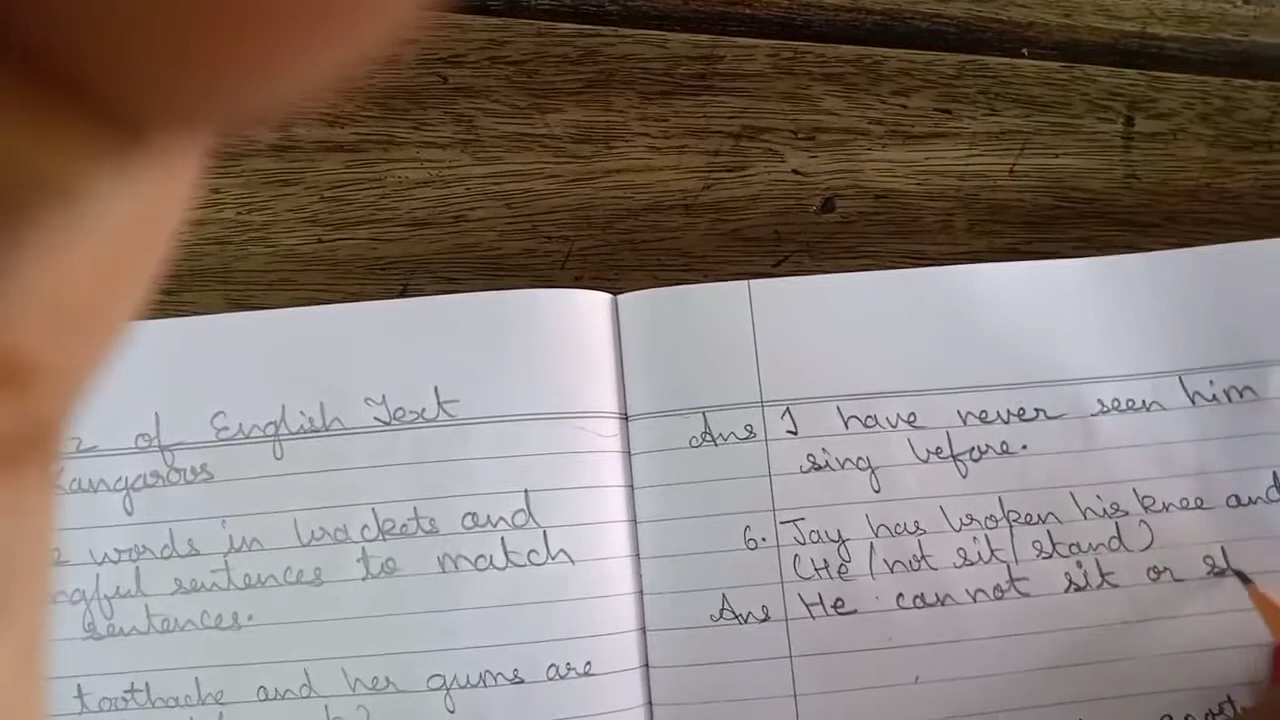 of English Text
Kangaroos
words in brackets and
sentences to match
sentences.
toothache and her gums are
Ans I have never seen him
sing before.
6. Jay has broken his knee and
(He / not sit / stand)
Ans He cannot sit or st